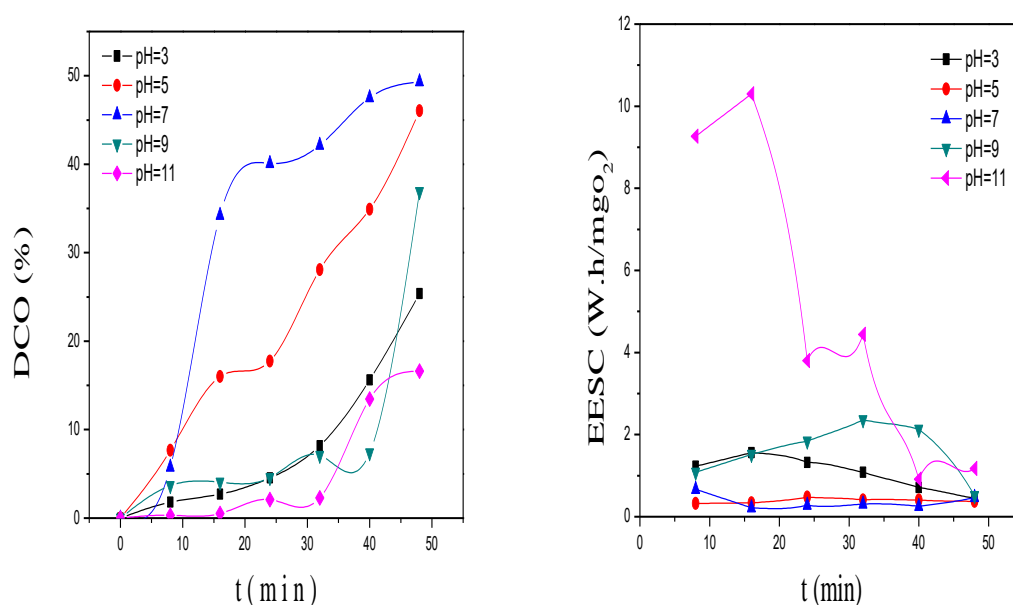 DCO (%)
50
40
30
20
10
0
pH=3
pH=5
pH=7
pH=9
pH=11
0 10 20 30 40 50
t(min)
EESC (W.h/mgo₂)
12
10
8
6
4
2
0
pH=3
pH=5
pH=7
pH=9
pH=11
0 10 20 30 40 50
t (min)